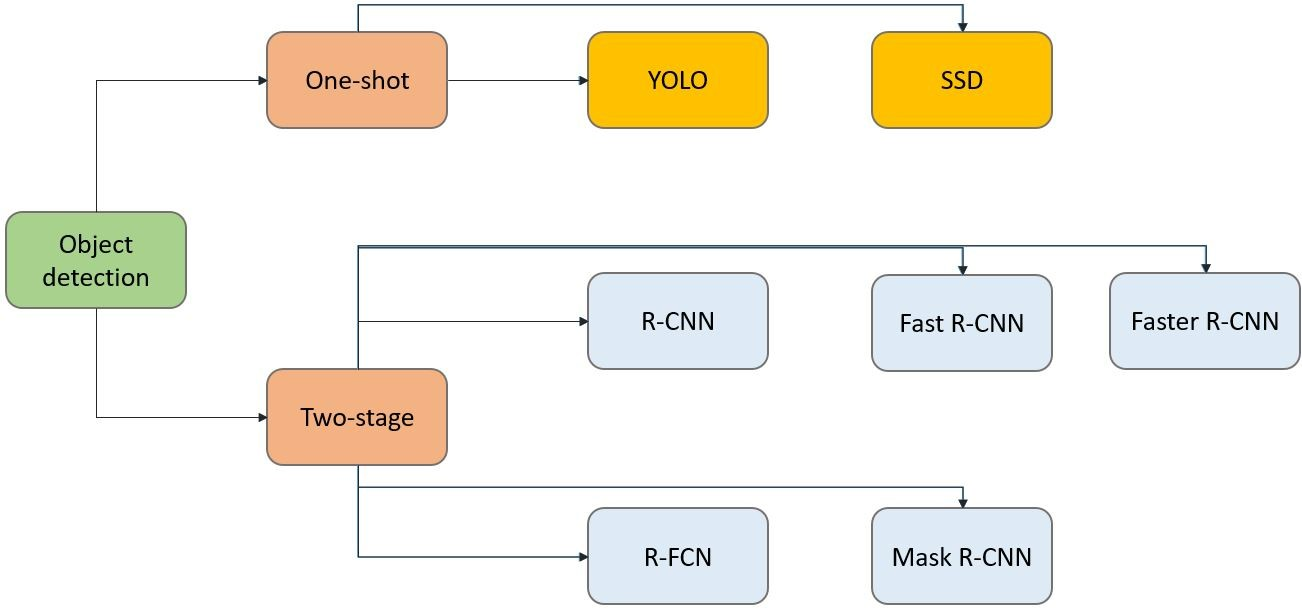 One-shot
YOLO
SSD
Object
detection
R-CNN
Fast R-CNN
Faster R-CNN
Two-stage
R-FCN
Mask R-CNN